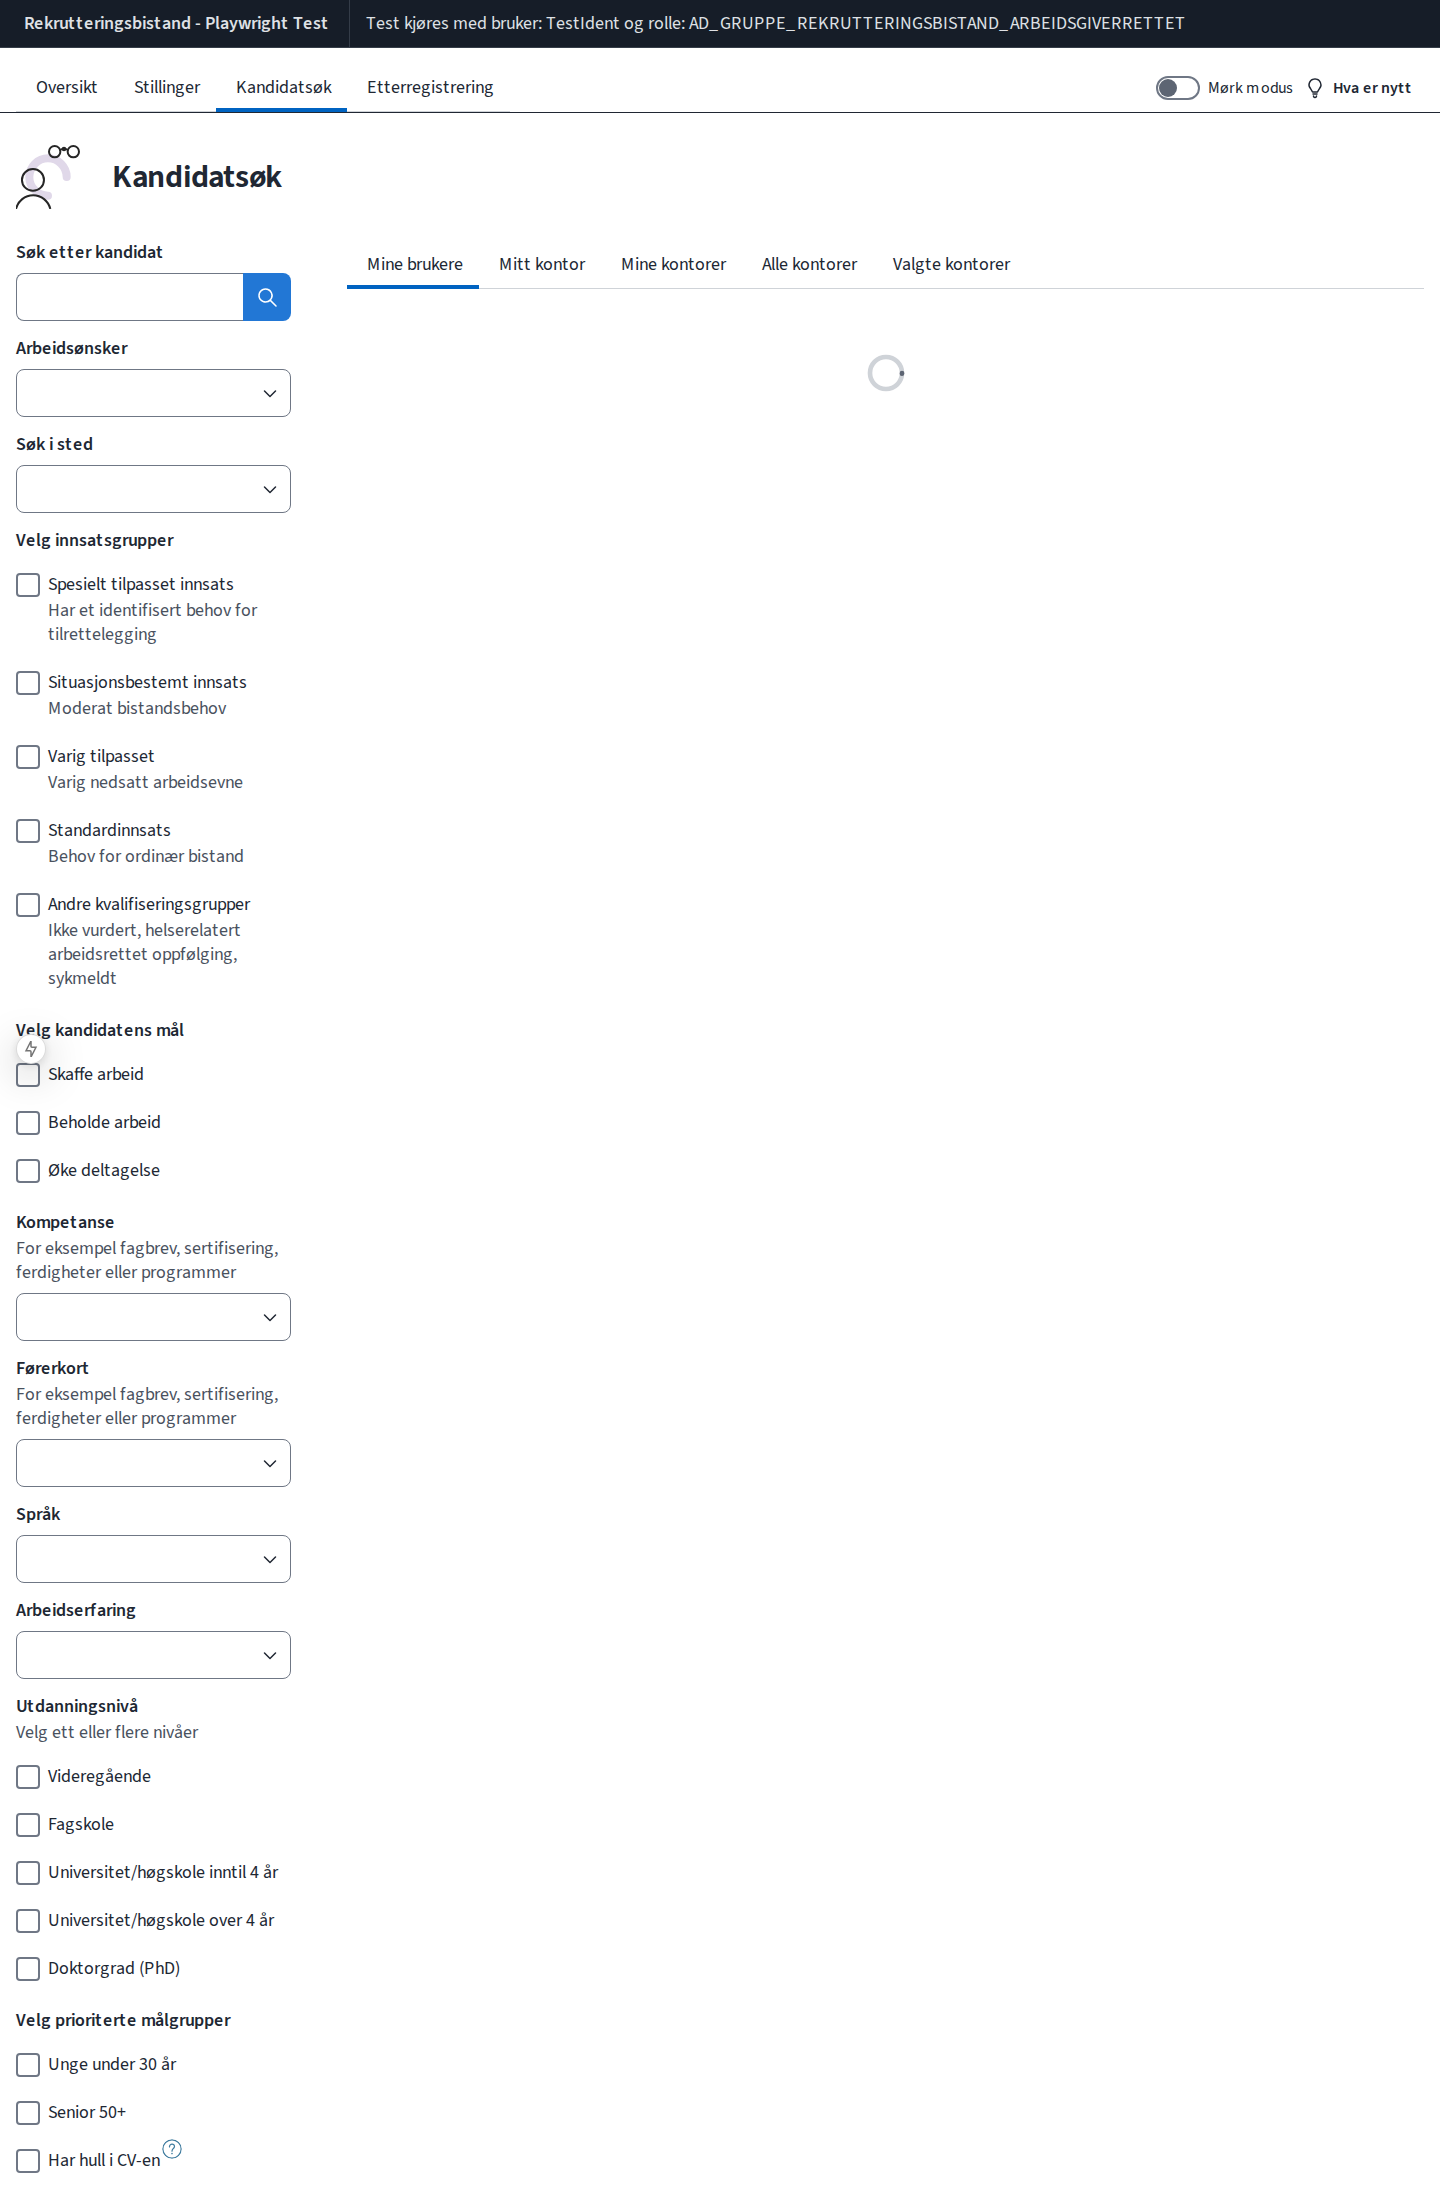 Rekrutteringsbistand - Playwright Test
Test kjøres med bruker: TestIdent og rolle: AD_GRUPPE_REKRUTTERINGSBISTAND_ARBEIDSGIVERRETTET
Oversikt
Stillinger
Kandidatsøk
Etterregistrering
Mørk modus
Hva er nytt
Kandidatsøk
Søk etter kandidat
Mine brukere
Mitt kontor
Mine kontorer
Alle kontorer
Valgte kontorer
Arbeidsønsker
Søk i sted
Velg innsatsgrupper
Spesielt tilpasset innsats
Har et identifisert behov for
tilrettelegging
Situasjonsbestemt innsats
Moderat bistandsbehov
Varig tilpasset
Varig nedsatt arbeidsevne
Standardinnsats
Behov for ordinær bistand
Andre kvalifiseringsgrupper
Ikke vurdert, helserelatert
arbeidsrettet oppfølging,
sykmeldt
Velg kandidatens mål
Skaffe arbeid
Beholde arbeid
Øke deltagelse
Kompetanse
For eksempel fagbrev, sertifisering,
ferdigheter eller programmer
Førerkort
For eksempel fagbrev, sertifisering,
ferdigheter eller programmer
Språk
Arbeidserfaring
Utdanningsnivå
Velg ett eller flere nivåer
Videregående
Fagskole
Universitet/høgskole inntil 4 år
Universitet/høgskole over 4 år
Doktorgrad (PhD)
Velg prioriterte målgrupper
Unge under 30 år
Senior 50+
Har hull i CV-en